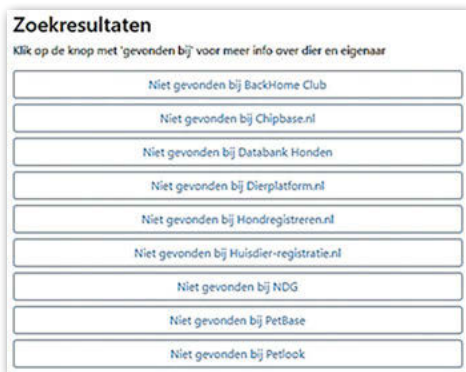 Zoekresultaten
Klik op de knop met 'gevonden bij' voor meer info over dier en eigenaar
Niet gevonden bij BackHome Club
Niet gevonden bij Chipbase.nl
Niet gevonden bij Databank Honden
Niet gevonden bij Dierplatform.nl
Niet gevonden bij Hondregistreren.nl
Niet gevonden bij Huisdier-registratie.nl
Niet gevonden bij NDG
Niet gevonden bij PetBase
Niet gevonden bij Petlook